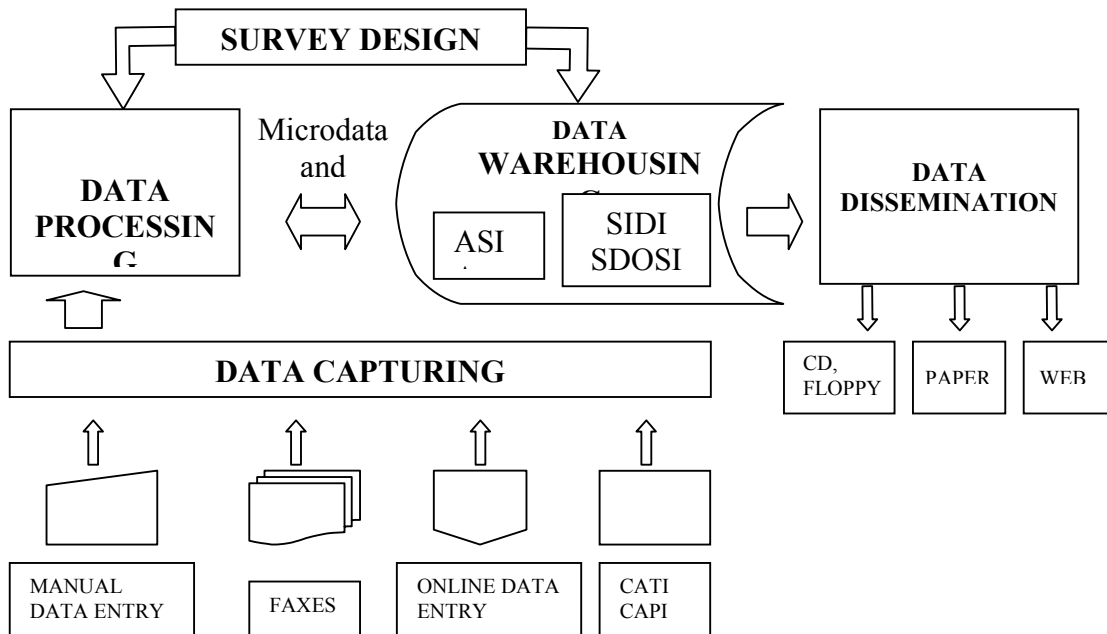 SURVEY DESIGN
Microdata
and
DATA
PROCESSIN
G
DATA
WAREHOUSIN
ASI
SIDI
SDOSI
DATA
DISSEMINATION
CD,
FLOPPY
PAPER
WEB
DATA CAPTURING
MANUAL
DATA ENTRY
FAXES
ONLINE DATA
ENTRY
CATI
CAPI